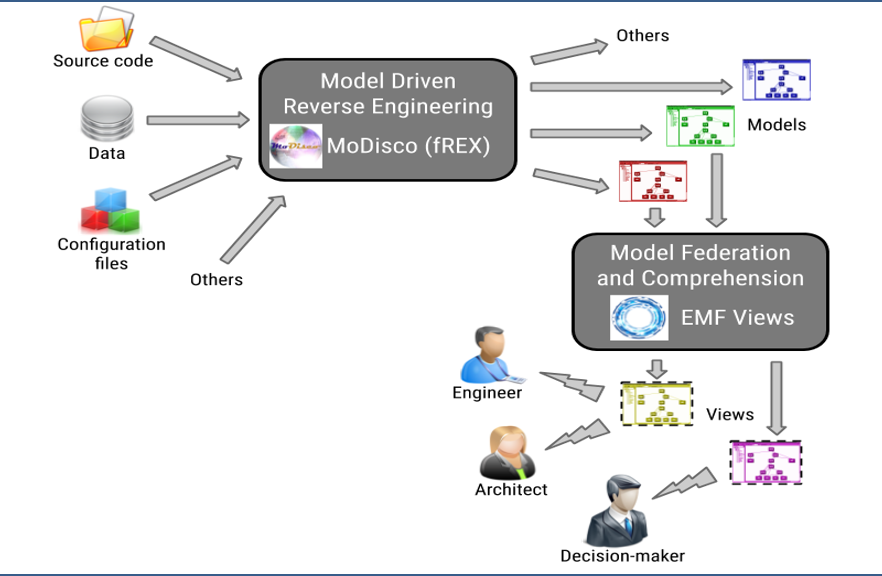 Source code
Data
Configuration
files
Others
Model Driven
Reverse Engineering
MoDisco
MoDisco (fREX)
Others
Models
Model Federation
and Comprehension
EMF Views
Engineer
Views
Architect
Decision-maker